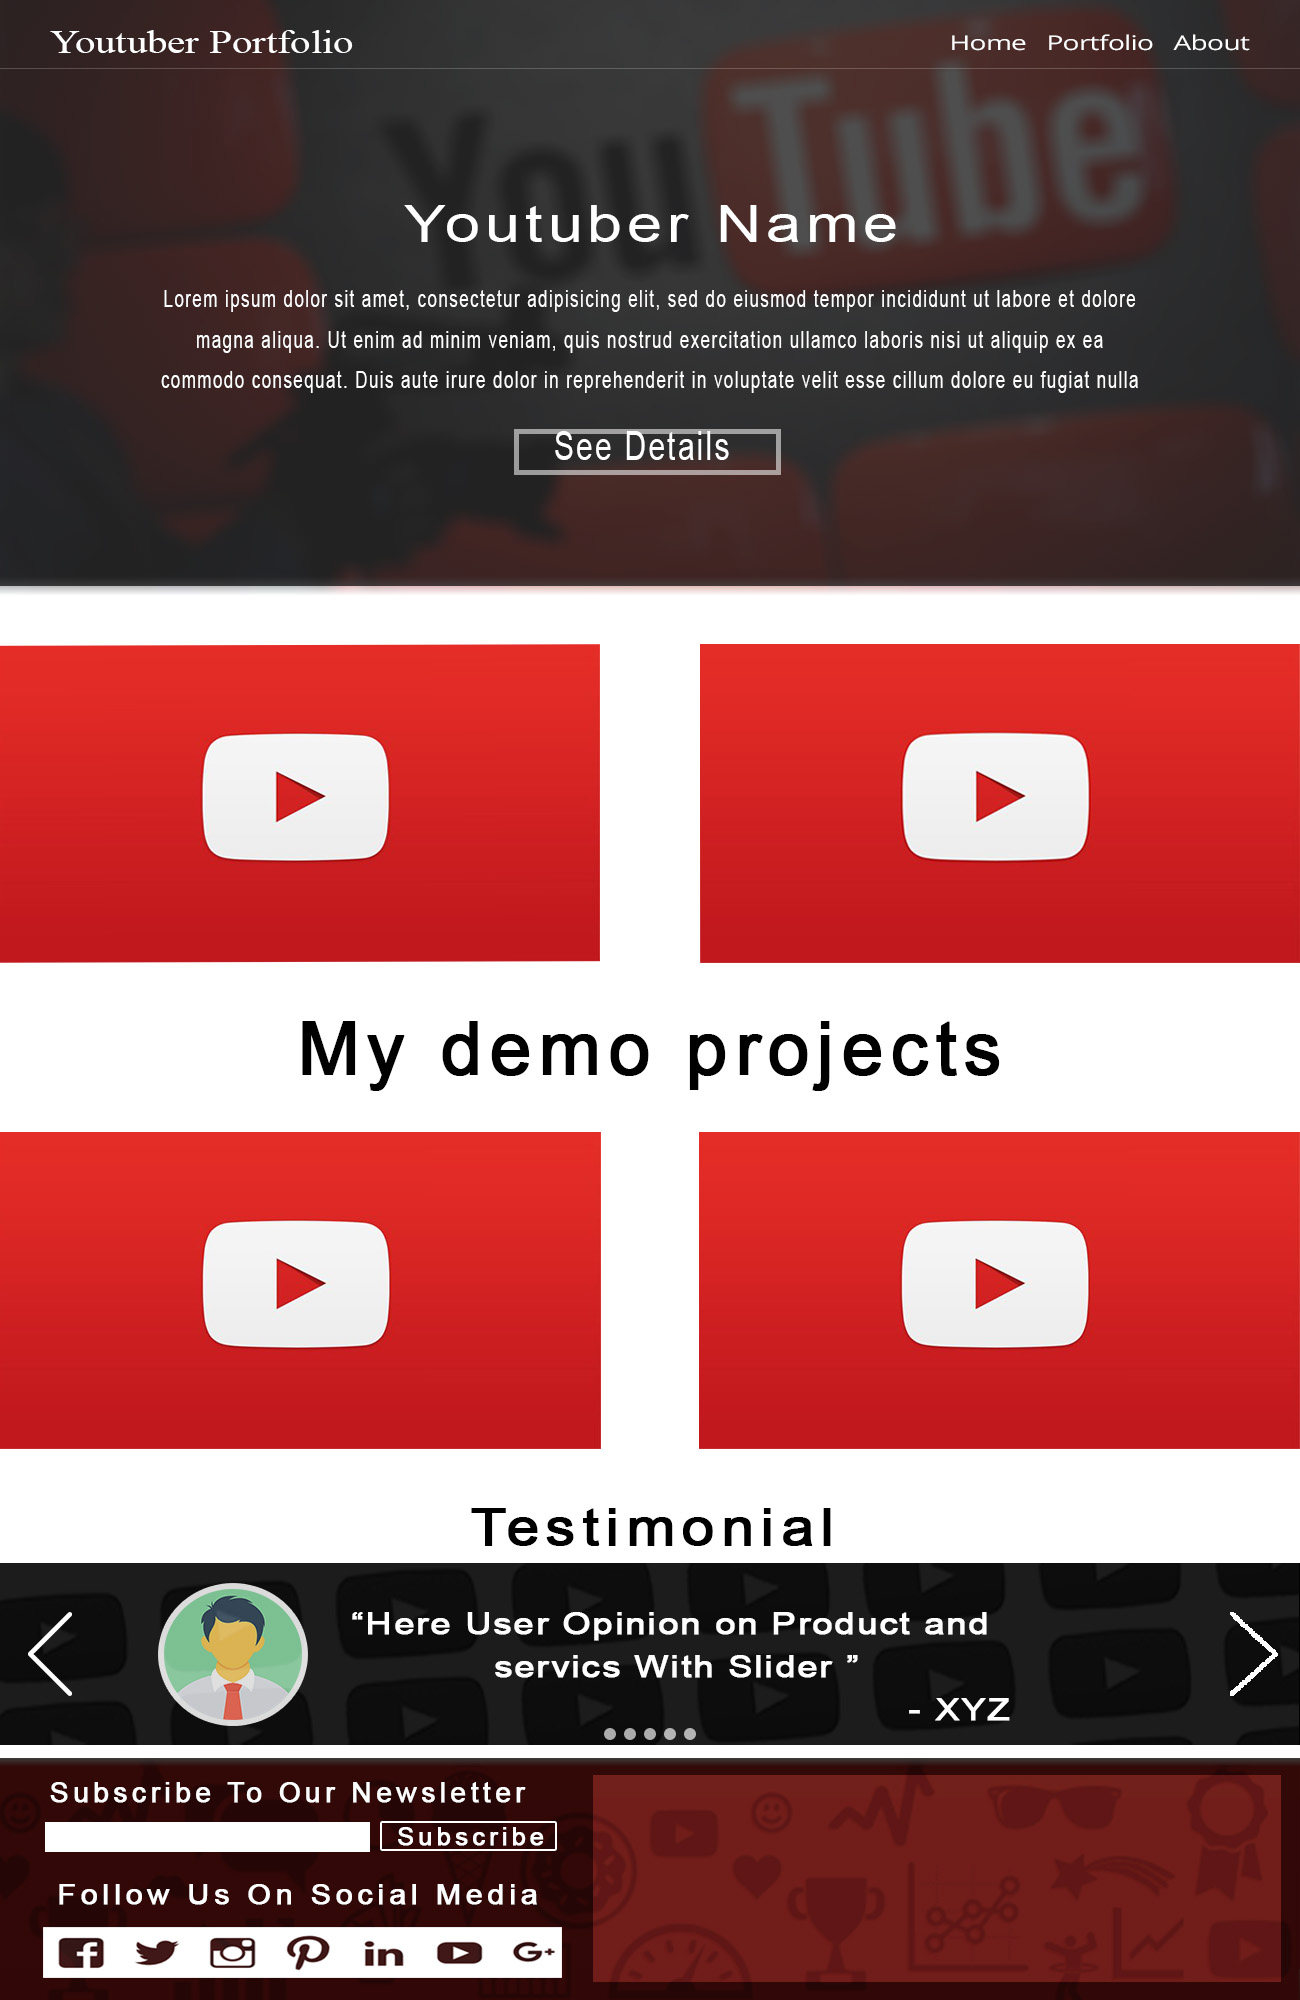 Youtuber Portfolio
Home Portfolio About
You Tube
Youtuber Name
Lorem ipsum dolor sit amet, consectetur adipisicing elit, sed do eiusmod tempor incididunt ut labore et dolore
magna aliqua. Ut enim ad minim veniam, quis nostrud exercitation ullamco laboris nisi ut aliquip ex ea
commodo consequat. Duis aute irure dolor in reprehenderit in voluptate velit esse cillum dolore eu fugiat nulla
See Details
My demo projects
Testimonial
“Here User Opinion on Product and
servics With Slider ”
- XYZ
Subscribe To Our Newsletter
Subscribe
Follow Us On Social Media
in
G+